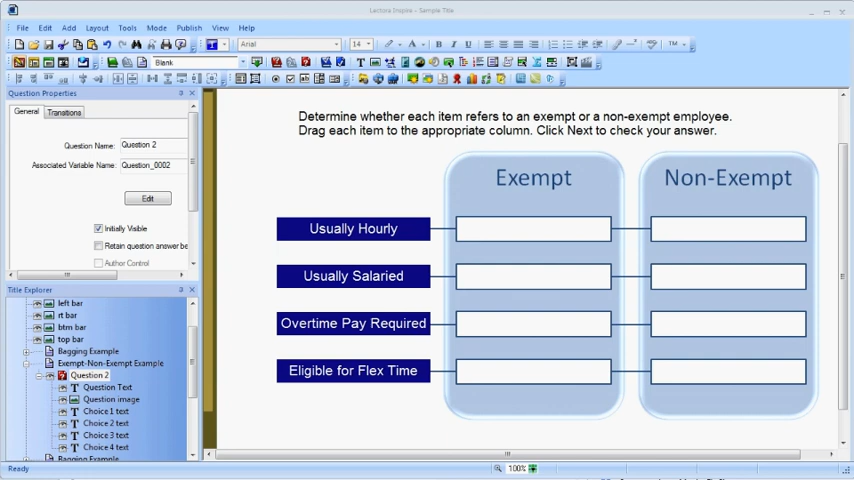 Lectora Inspire - Sample Title
File Edit Add Layout Tools Mode Publish View Help
Arial 14
B I U
TM
Blank
Question Properties
General Transitions
Question Name: Question 2
Associated Variable Name: Question_0002
Edit
Initially Visible
Retain question answer be
Author Control
Title Explorer
left bar
rt bar
btm bar
top bar
Bagging Example
Exempt-Non-Exempt Example
Question 2
Question Text
Question image
Choice 1 text
Choice 2 text
Choice 3 text
Choice 4 text
Bagging Example
Determine whether each item refers to an exempt or a non-exempt employee.
Drag each item to the appropriate column. Click Next to check your answer.
Exempt Non-Exempt
Usually Hourly
Usually Salaried
Overtime Pay Required
Eligible for Flex Time
Ready 100%